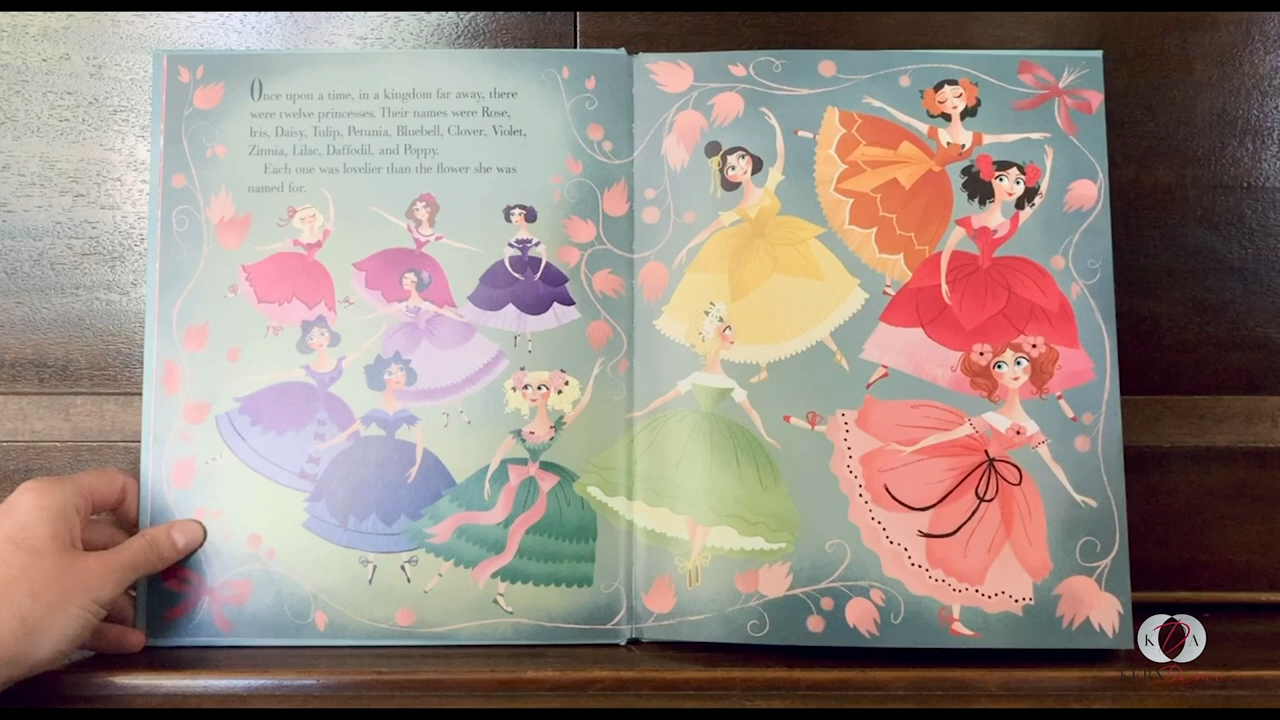 Once upon a time, in a kingdom far away, there
were twelve princesses. Their names were Rose,
Iris, Daisy, Tulip, Petunia, Bluebell, Clover, Violet,
Zinnia, Lilac, Daffodil, and Poppy.
Each one was lovelier than the flower she was
named for.
K D A